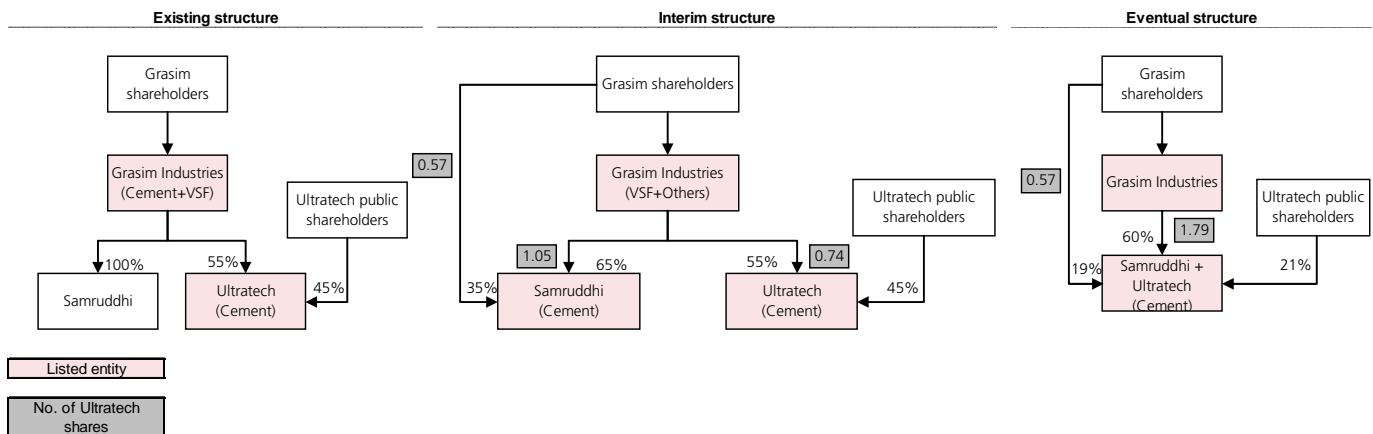 Existing structure
Grasim
shareholders
Grasim Industries
(Cement+VSF)
Ultratech public
shareholders
100%
55%
Samruddhi
Ultratech
(Cement)
45%
Interim structure
Grasim shareholders
0.57
Grasim Industries
(VSF+Others)
Ultratech public
shareholders
1.05
65%
55%
0.74
35%
Samruddhi
(Cement)
Ultratech
(Cement)
45%
Eventual structure
Grasim
shareholders
0.57
Grasim Industries
Ultratech public
shareholders
60%
1.79
19%
Samruddhi +
Ultratech
(Cement)
21%
Listed entity
No. of Ultratech
shares